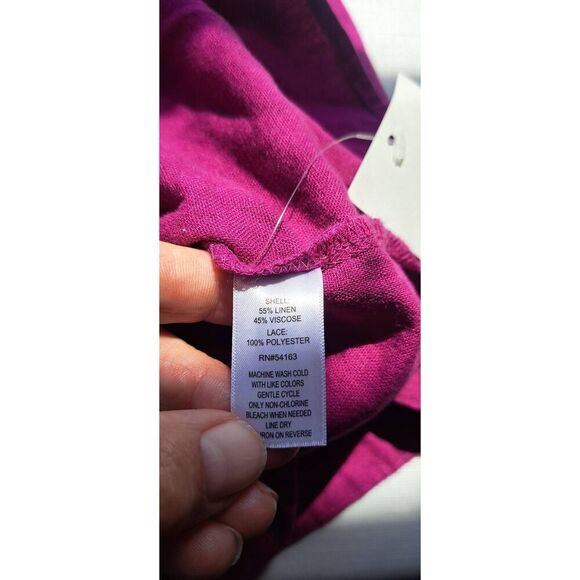 SHELL:
55% LINEN
45% VISCOSE
LACE:
100% POLYESTER
RN#54163
MACHINE WASH COLD
WITH LIKE COLORS
GENTLE CYCLE
ONLY NON-CHLORINE
BLEACH WHEN NEEDED
LINE DRY
IRON ON REVERSE